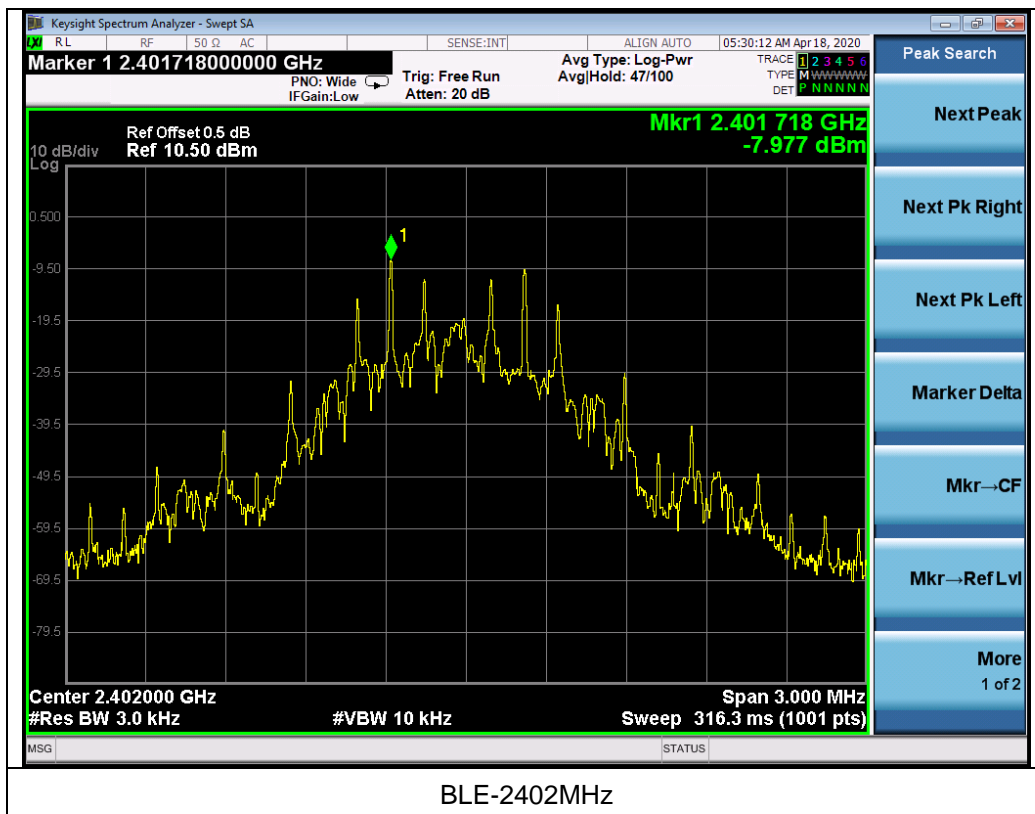 Keysight Spectrum Analyzer - Swept SA
LXI RL RF 50 Ω AC SENSE:INT ALIGN AUTO 05:30:12 AM Apr 18, 2020
Marker 1 2.401718000000 GHz
PNO: Wide
IFGain:Low
Trig: Free Run
Atten: 20 dB
Avg Type: Log-Pwr
Avg|Hold: 47/100
TRACE 1 2 3 4 5 6
TYPE M W W W W W
DET P N N N N N
Peak Search
Mkr1 2.401 718 GHz
-7.977 dBm
Ref Offset 0.5 dB
10 dB/div Ref 10.50 dBm
Log
0.500
-9.50
-19.5
-29.5
-39.5
-49.5
-59.5
-69.5
-79.5
1
Next Peak
Next Pk Right
Next Pk Left
Marker Delta
Mkr→CF
Mkr→Ref Lvl
More
1 of 2
Center 2.402000 GHz Span 3.000 MHz
#Res BW 3.0 kHz #VBW 10 kHz Sweep 316.3 ms (1001 pts)
MSG STATUS
BLE-2402MHz